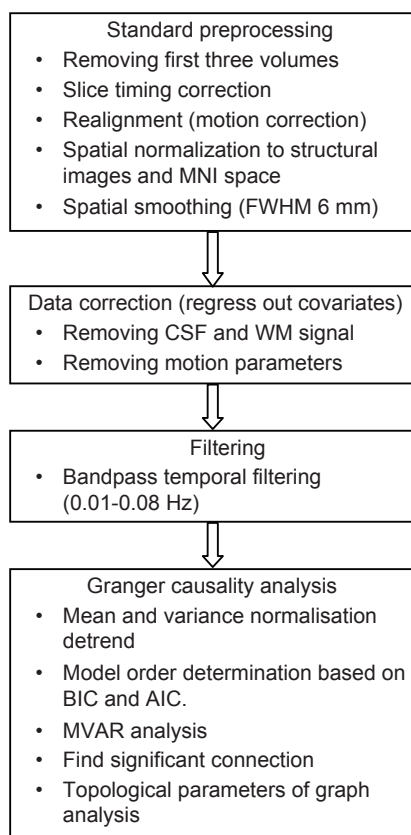 Standard preprocessing
• Removing first three volumes
• Slice timing correction
• Realignment (motion correction)
• Spatial normalization to structural
images and MNI space
• Spatial smoothing (FWHM 6 mm)
Data correction (regress out covariates)
• Removing CSF and WM signal
• Removing motion parameters
Filtering
• Bandpass temporal filtering
(0.01-0.08 Hz)
Granger causality analysis
• Mean and variance normalisation
detrend
• Model order determination based on
BIC and AIC.
• MVAR analysis
• Find significant connection
• Topological parameters of graph
analysis